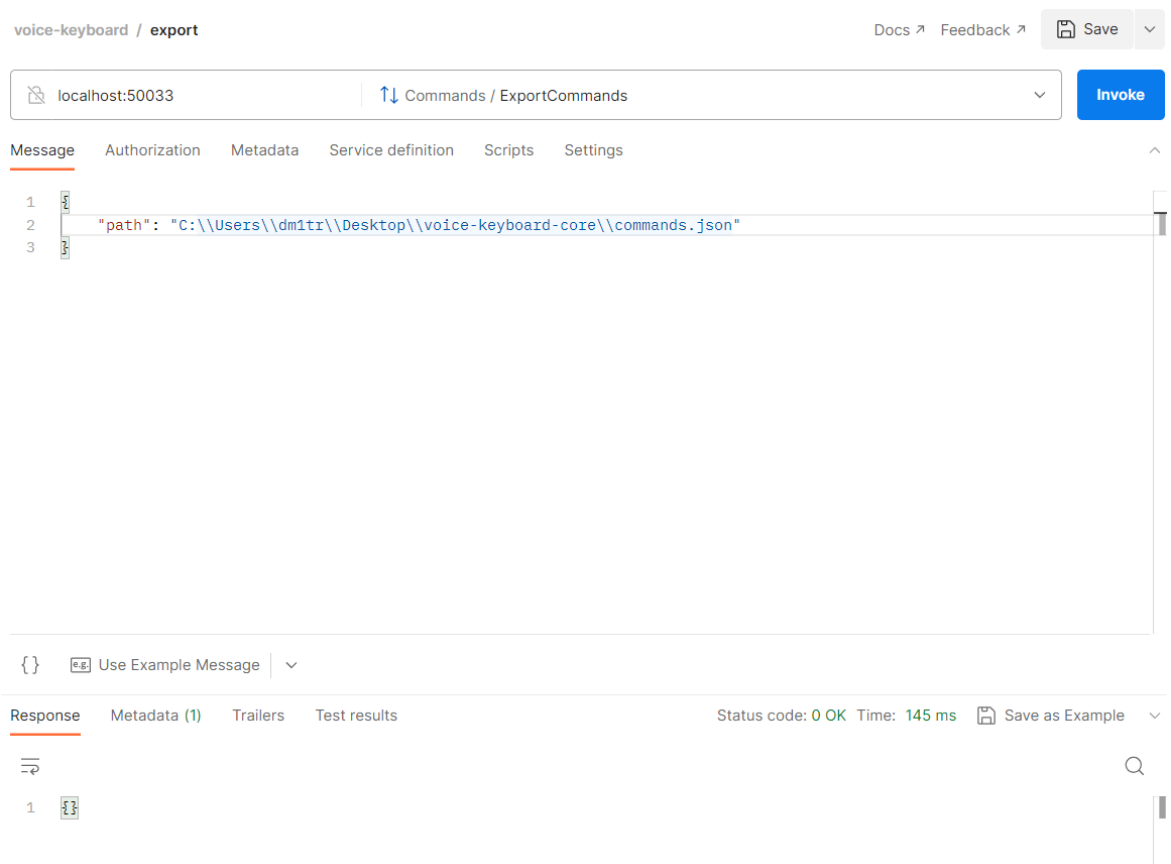 voice-keyboard / export Docs ↗ Feedback ↗ Save
localhost:50033 Commands / ExportCommands Invoke
Message Authorization Metadata Service definition Scripts Settings
1 {
2 "path": "C:\\Users\\dm1tr\\Desktop\\voice-keyboard-core\\commands.json"
3 }
{} e.g. Use Example Message
Response Metadata (1) Trailers Test results Status code: 0 OK Time: 145 ms Save as Example
1 {}